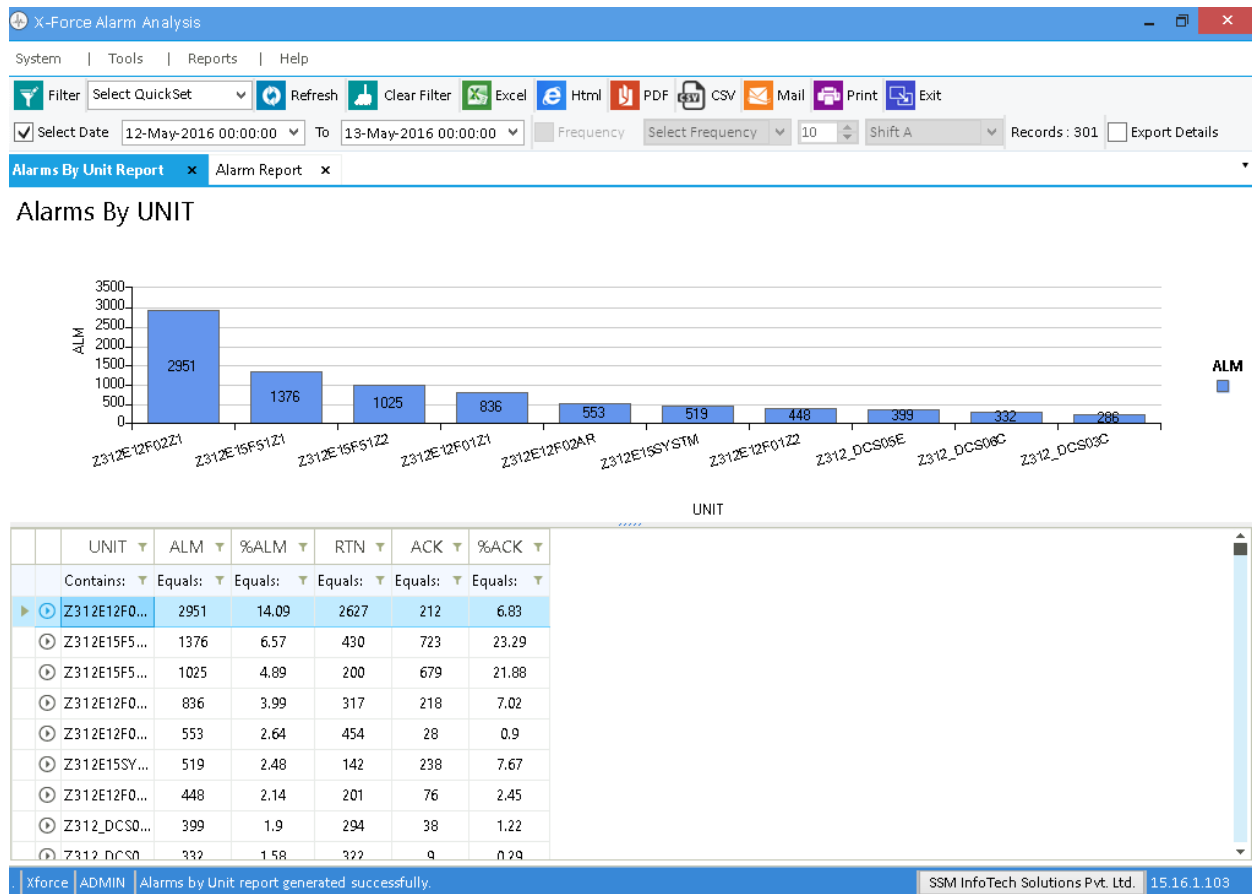 X-Force Alarm Analysis
System | Tools | Reports | Help
Filter Select QuickSet Refresh Clear Filter Excel Html PDF CSV Mail Print Exit
Select Date 12-May-2016 00:00:00 To 13-May-2016 00:00:00 Frequency Select Frequency 10 Shift A Records : 301 Export Details
Alarms By Unit Report x Alarm Report x
Alarms By UNIT
3500
3000
2500
2000
1500
1000
500
0
ALM
2951 1376 1025 836 553 519 448 399 332 286
ALM
Z312E12F02Z1 Z312E15F51Z1 Z312E15F51Z2 Z312E12F01Z1 Z312E12F02AR Z312E15SYSTM Z312E12F01Z2 Z312_DCS05E Z312_DCS06C Z312_DCS03C
UNIT
UNIT ALM %ALM RTN ACK %ACK
Contains: Equals: Equals: Equals: Equals: Equals:
Z312E12F0... 2951 14.09 2627 212 6.83
Z312E15F5... 1376 6.57 430 723 23.29
Z312E15F5... 1025 4.89 200 679 21.88
Z312E12F0... 836 3.99 317 218 7.02
Z312E12F0... 553 2.64 454 28 0.9
Z312E15SY... 519 2.48 142 238 7.67
Z312E12F0... 448 2.14 201 76 2.45
Z312_DCS0... 399 1.9 294 38 1.22
Z312_DCS0... 332 1.58 322 9 0.29
. Xforce ADMIN Alarms by Unit report generated successfully. SSM InfoTech Solutions Pvt. Ltd. 15.16.1.103